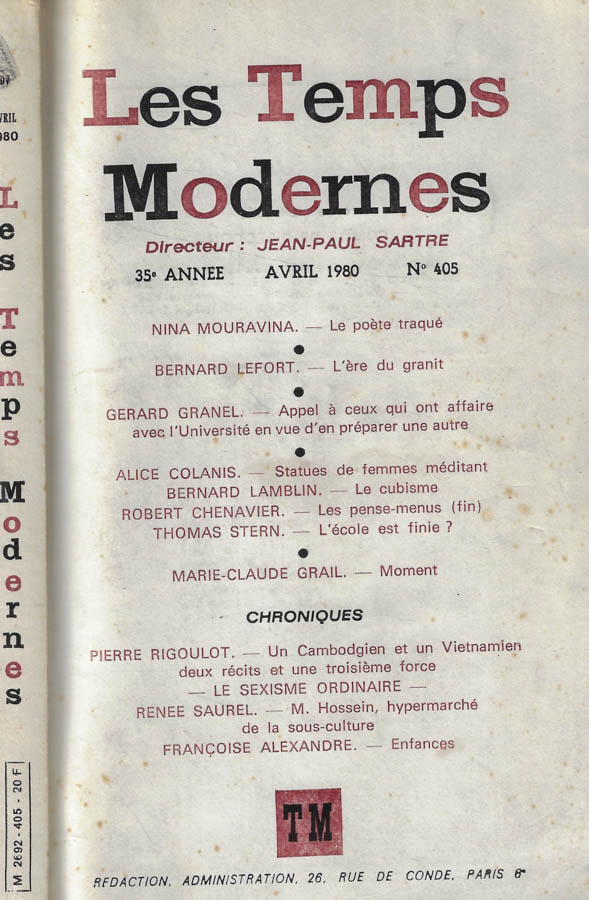 Les Temps
Modernes
Directeur : JEAN-PAUL SARTRE
35e ANNEE AVRIL 1980 No 405
NINA MOURAVINA. — Le poète traqué
BERNARD LEFORT. — L'ère du granit
GERARD GRANEL. — Appel à ceux qui ont affaire
avec l'Université en vue d'en préparer une autre
ALICE COLANIS. — Statues de femmes méditant
BERNARD LAMBLIN. — Le cubisme
ROBERT CHENAVIER. — Les pense-menus (fin)
THOMAS STERN. — L'école est finie ?
MARIE-CLAUDE GRAIL. — Moment
CHRONIQUES
PIERRE RIGOULOT. — Un Cambodgien et un Vietnamien
deux récits et une troisième force
— LE SEXISME ORDINAIRE —
RENEE SAUREL. — M. Hossein, hypermarché
de la sous-culture
FRANÇOISE ALEXANDRE. — Enfances
TM
REDACTION, ADMINISTRATION, 26, RUE DE CONDE, PARIS 6e
VRIL
980
Les Temps Modernes
M 2692 - 405 - 20 F